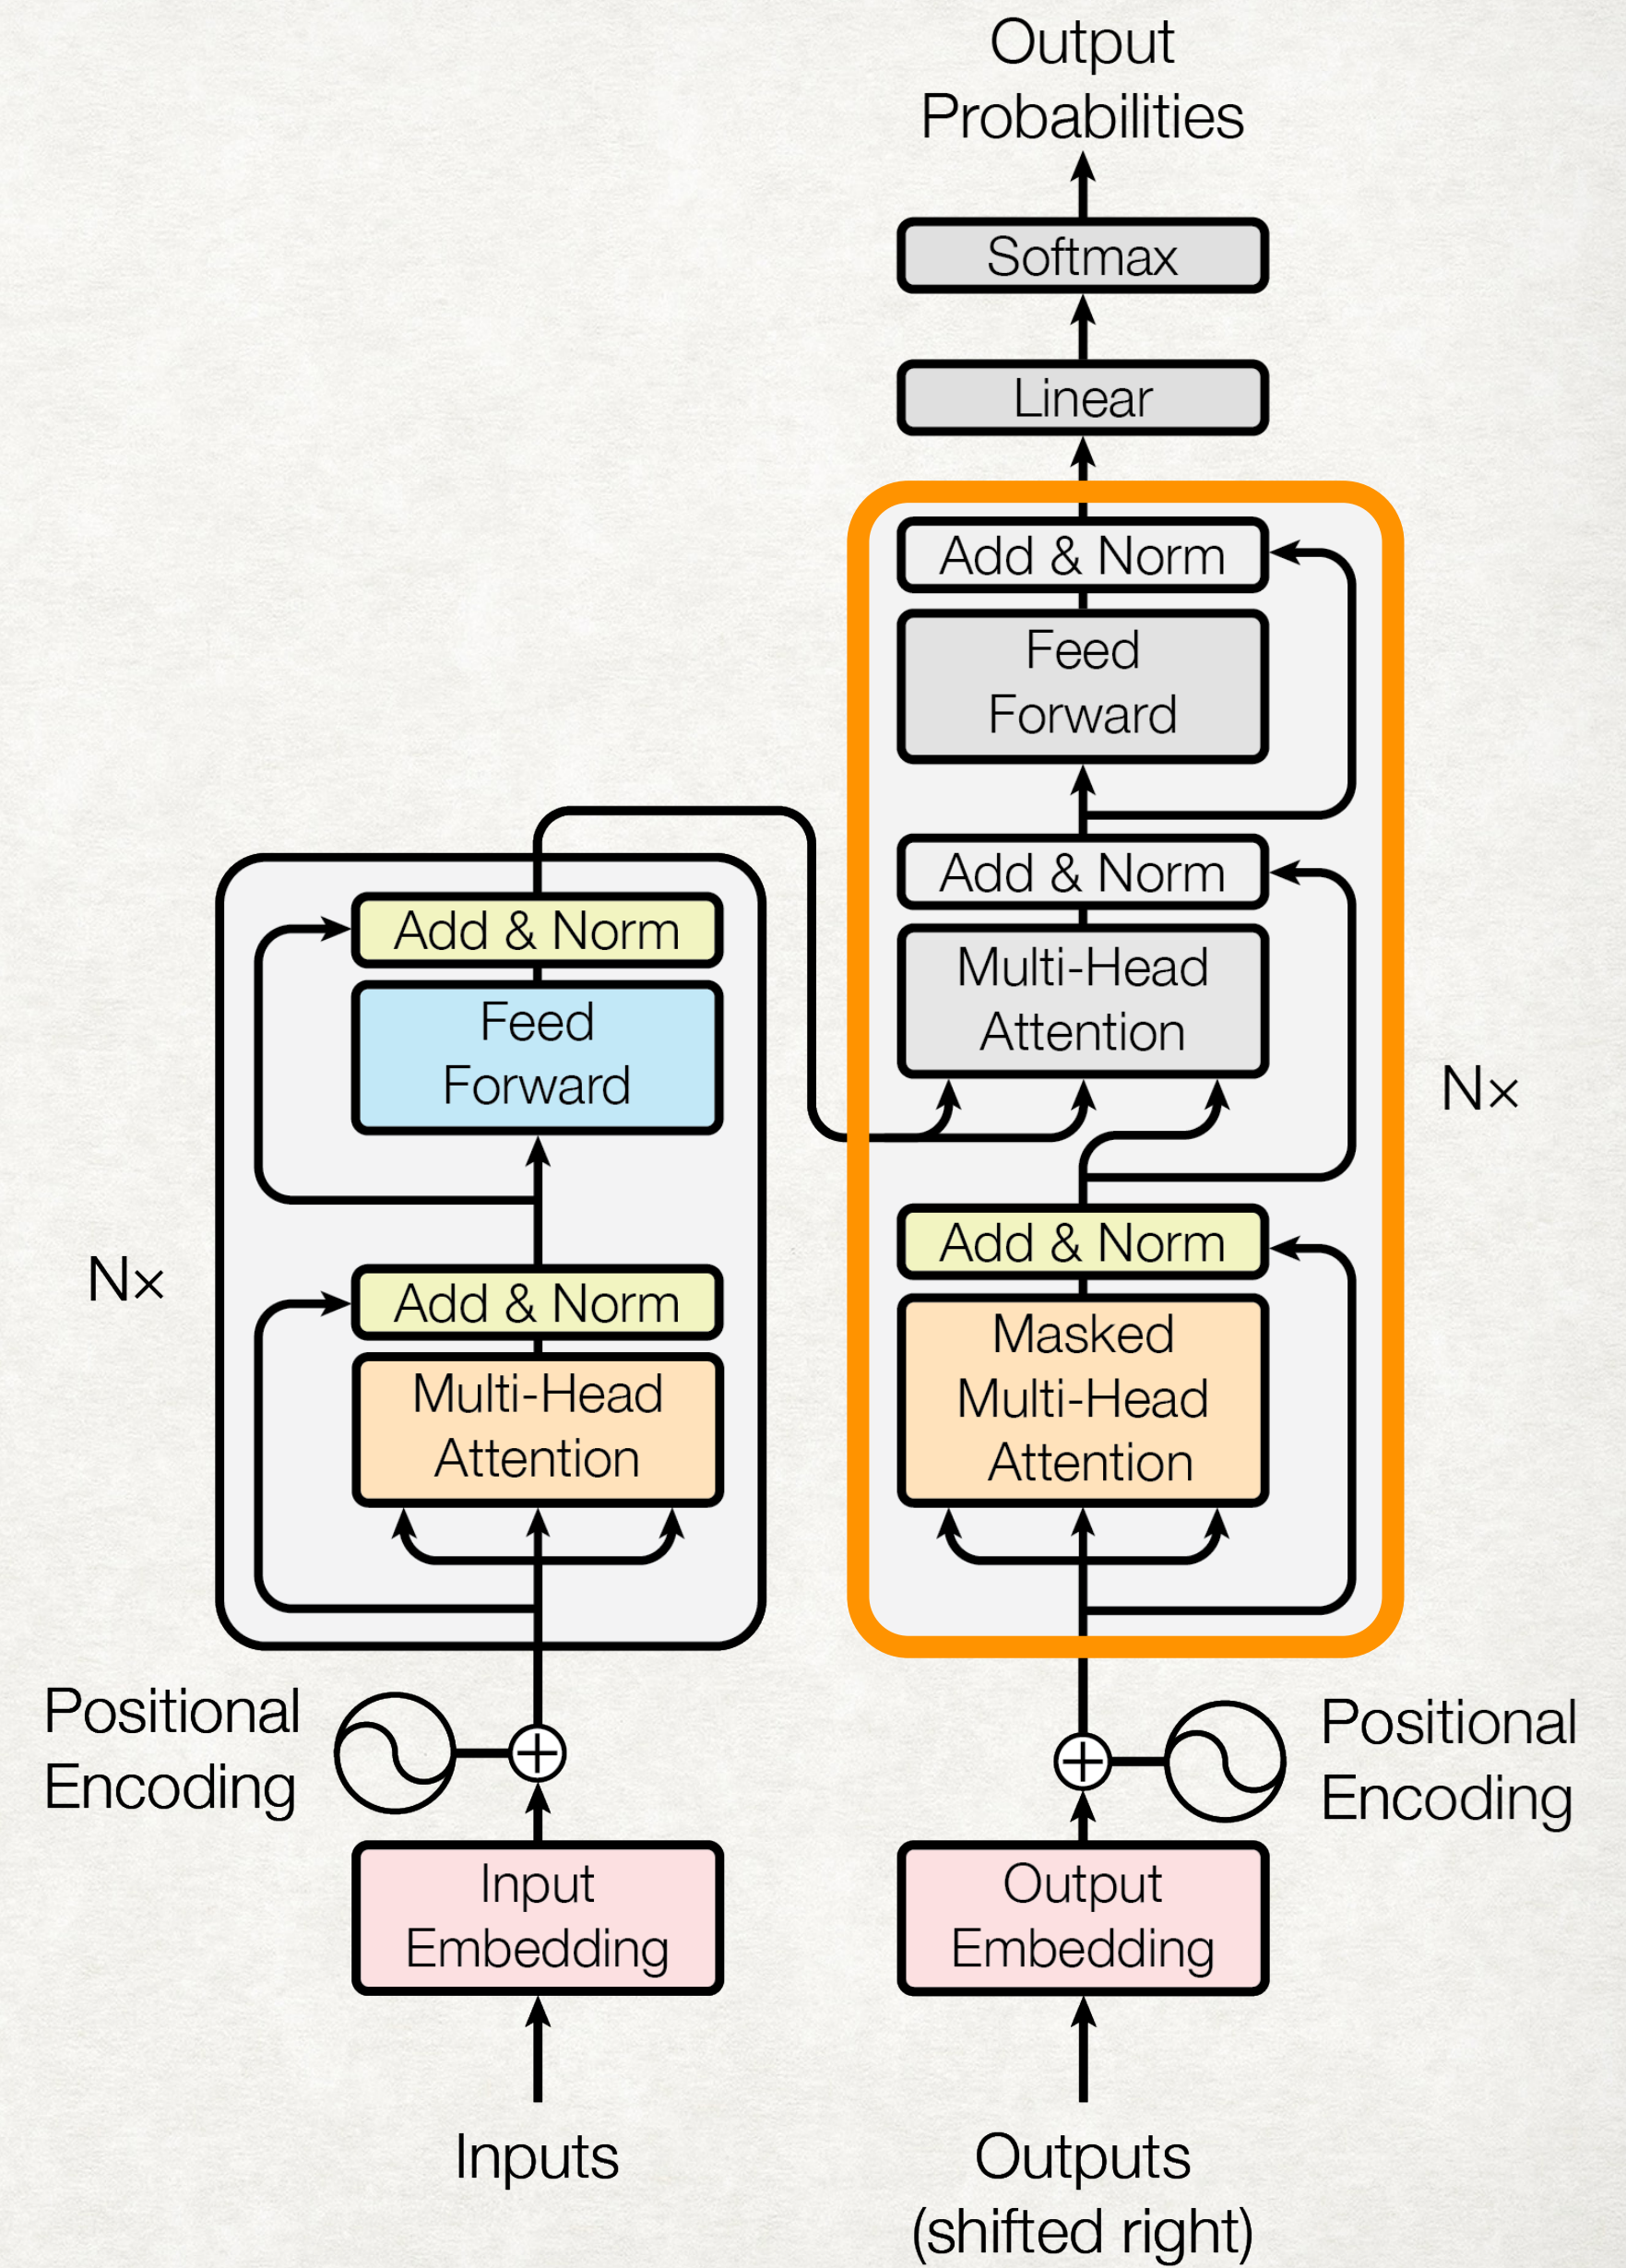 Output
Probabilities
Softmax
Linear
Add & Norm
Feed
Forward
Add & Norm
Multi-Head
Attention
N×
Add & Norm
Masked
Multi-Head
Attention
Positional
Encoding
Output
Embedding
Outputs
(shifted right)
Add & Norm
Feed
Forward
N×
Add & Norm
Multi-Head
Attention
Positional
Encoding
Input
Embedding
Inputs